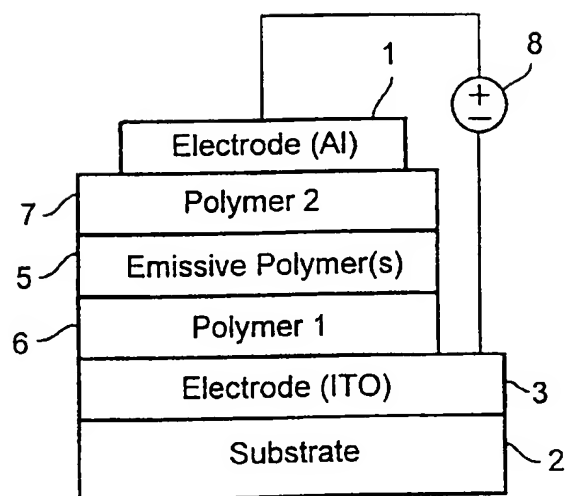 8
1
+
−
Electrode (Al)
7
Polymer 2
5
Emissive Polymer(s)
6
Polymer 1
Electrode (ITO)
3
Substrate
2